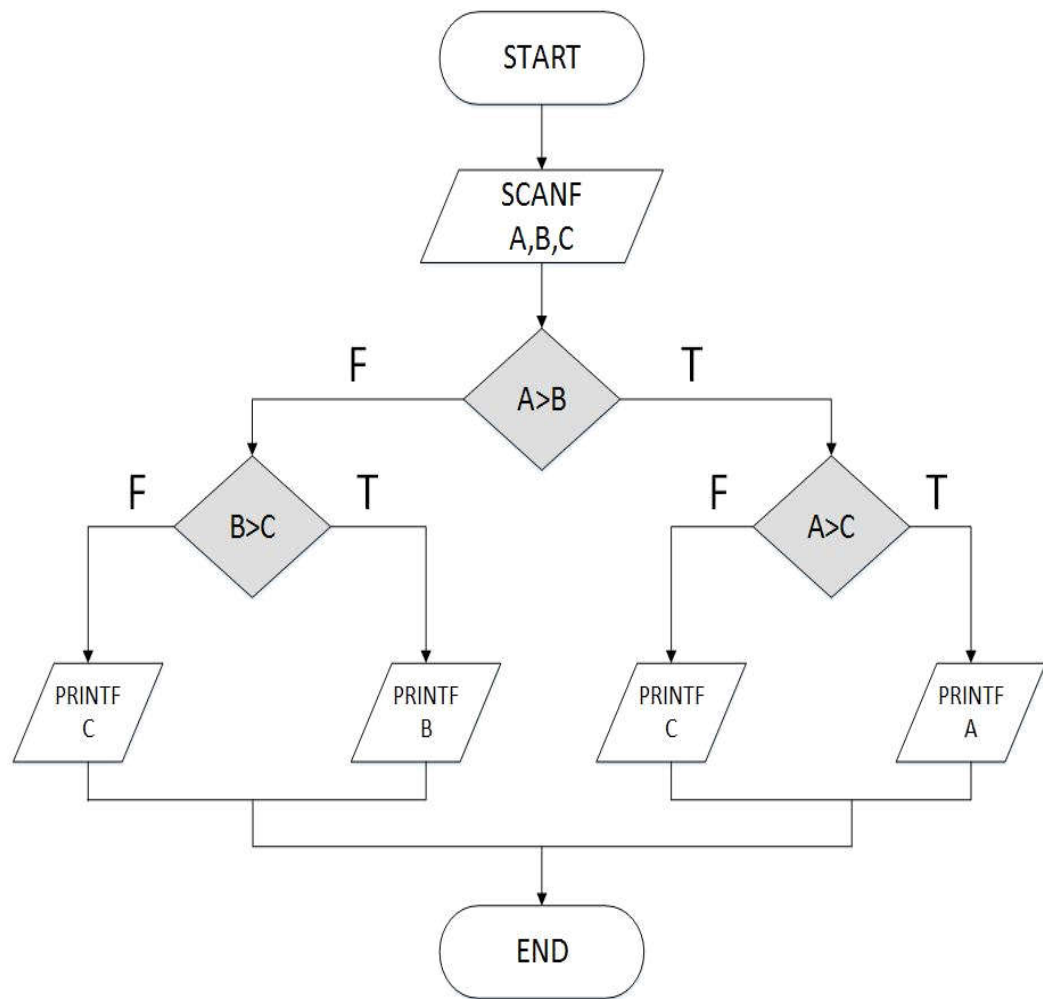 START
SCANF
A,B,C
F
T
A>B
F
T
F
T
B>C
A>C
PRINTF
C
PRINTF
B
PRINTF
C
PRINTF
A
END